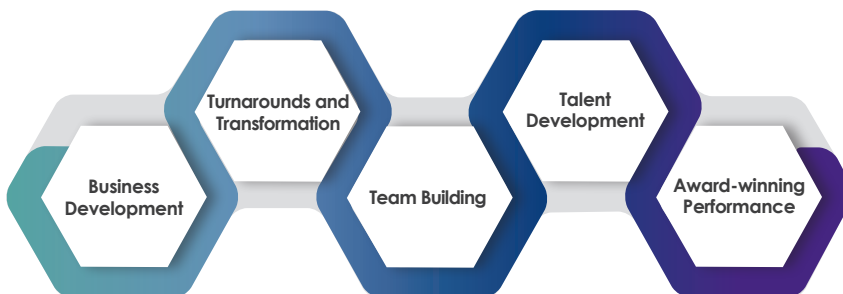 Business
Development
Turnarounds and
Transformation
Team Building
Talent
Development
Award-winning
Performance